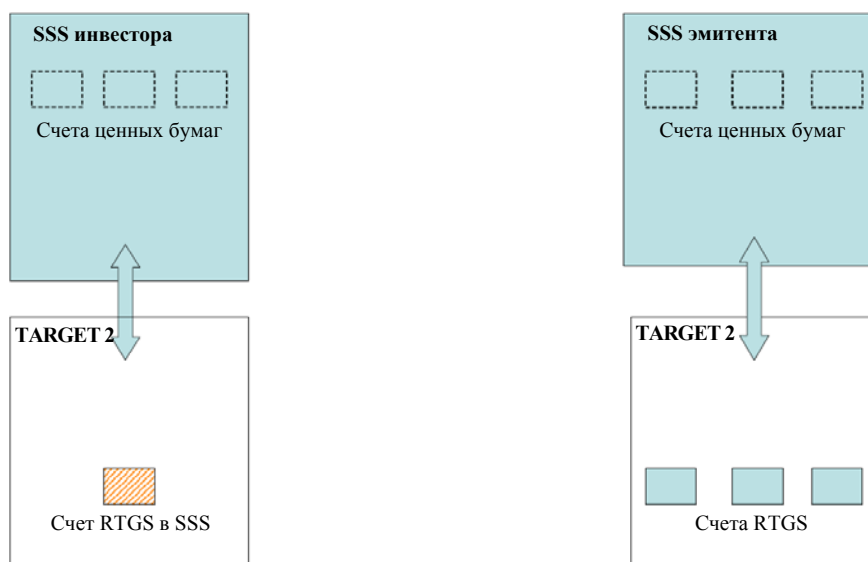 SSS инвестора
SSS эмитента
Счета ценных бумаг
Счета ценных бумаг
TARGET 2
TARGET 2
Счет RTGS в SSS
Счета RTGS